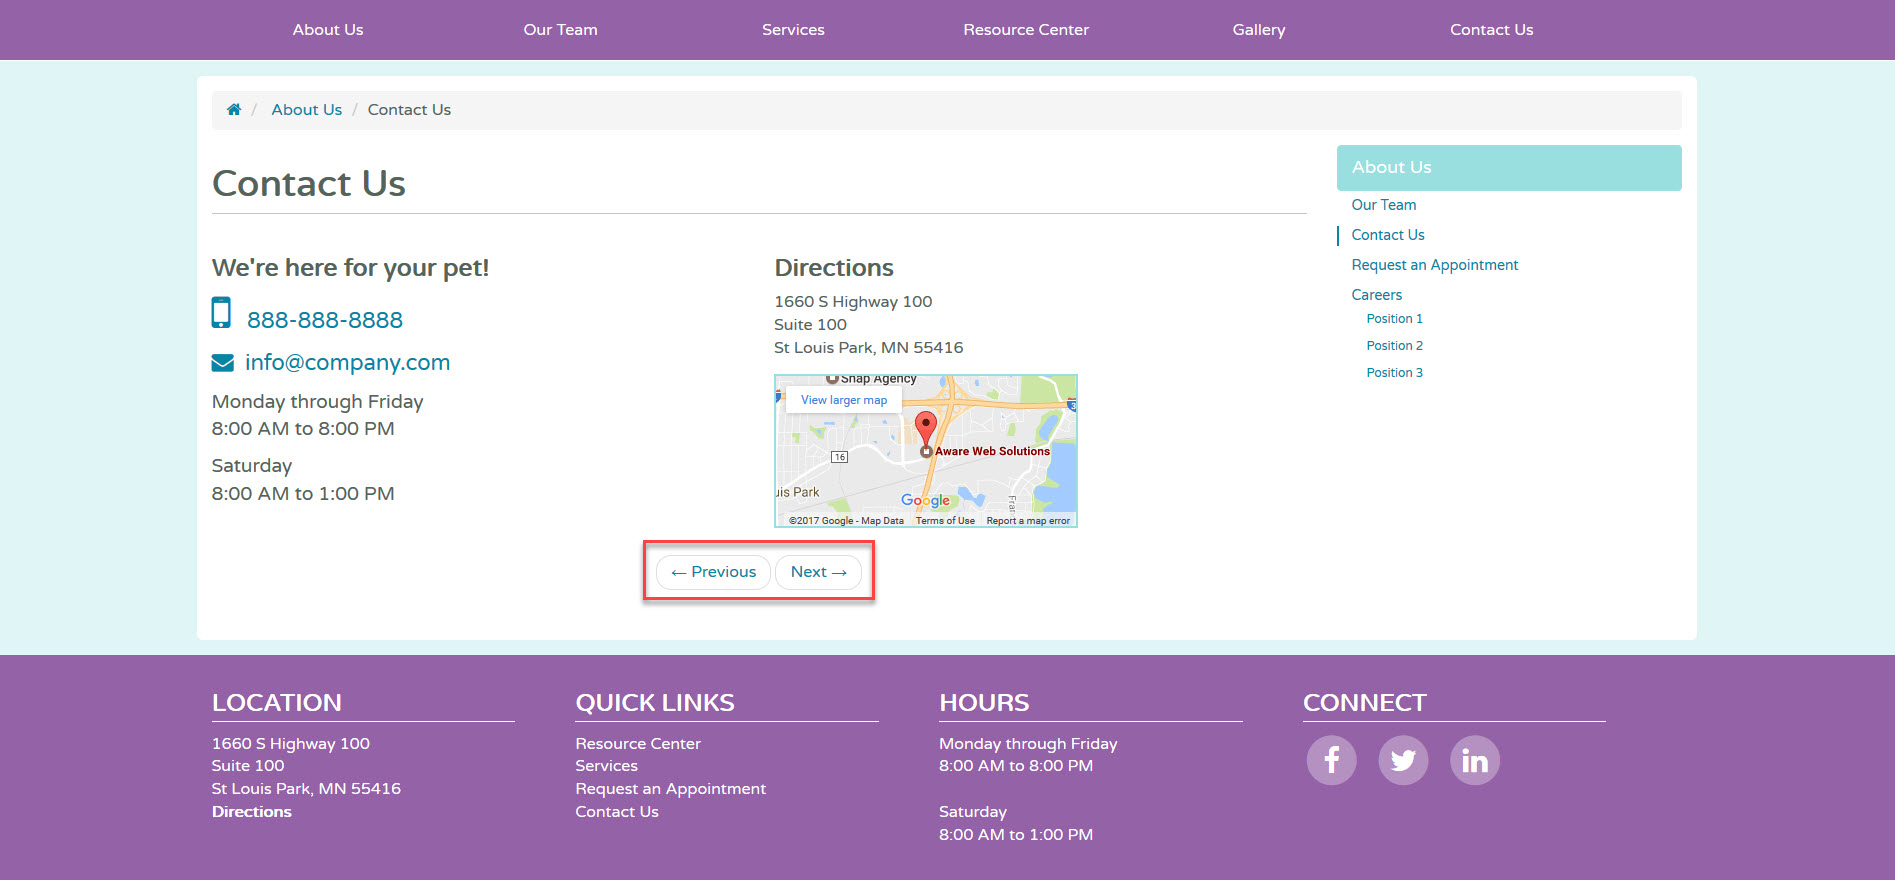 About Us
Our Team
Services
Resource Center
Gallery
Contact Us
/ About Us / Contact Us
Contact Us
We're here for your pet!
888-888-8888
info@company.com
Monday through Friday
8:00 AM to 8:00 PM
Saturday
8:00 AM to 1:00 PM
Directions
1660 S Highway 100
Suite 100
St Louis Park, MN 55416
Snap Agency
View larger map
Aware Web Solutions
16
uis Park
Fran
Google
©2017 Google - Map Data
Terms of Use
Report a map error
← Previous
Next →
About Us
Our Team
Contact Us
Request an Appointment
Careers
Position 1
Position 2
Position 3
LOCATION
1660 S Highway 100
Suite 100
St Louis Park, MN 55416
Directions
QUICK LINKS
Resource Center
Services
Request an Appointment
Contact Us
HOURS
Monday through Friday
8:00 AM to 8:00 PM
Saturday
8:00 AM to 1:00 PM
CONNECT
f
in